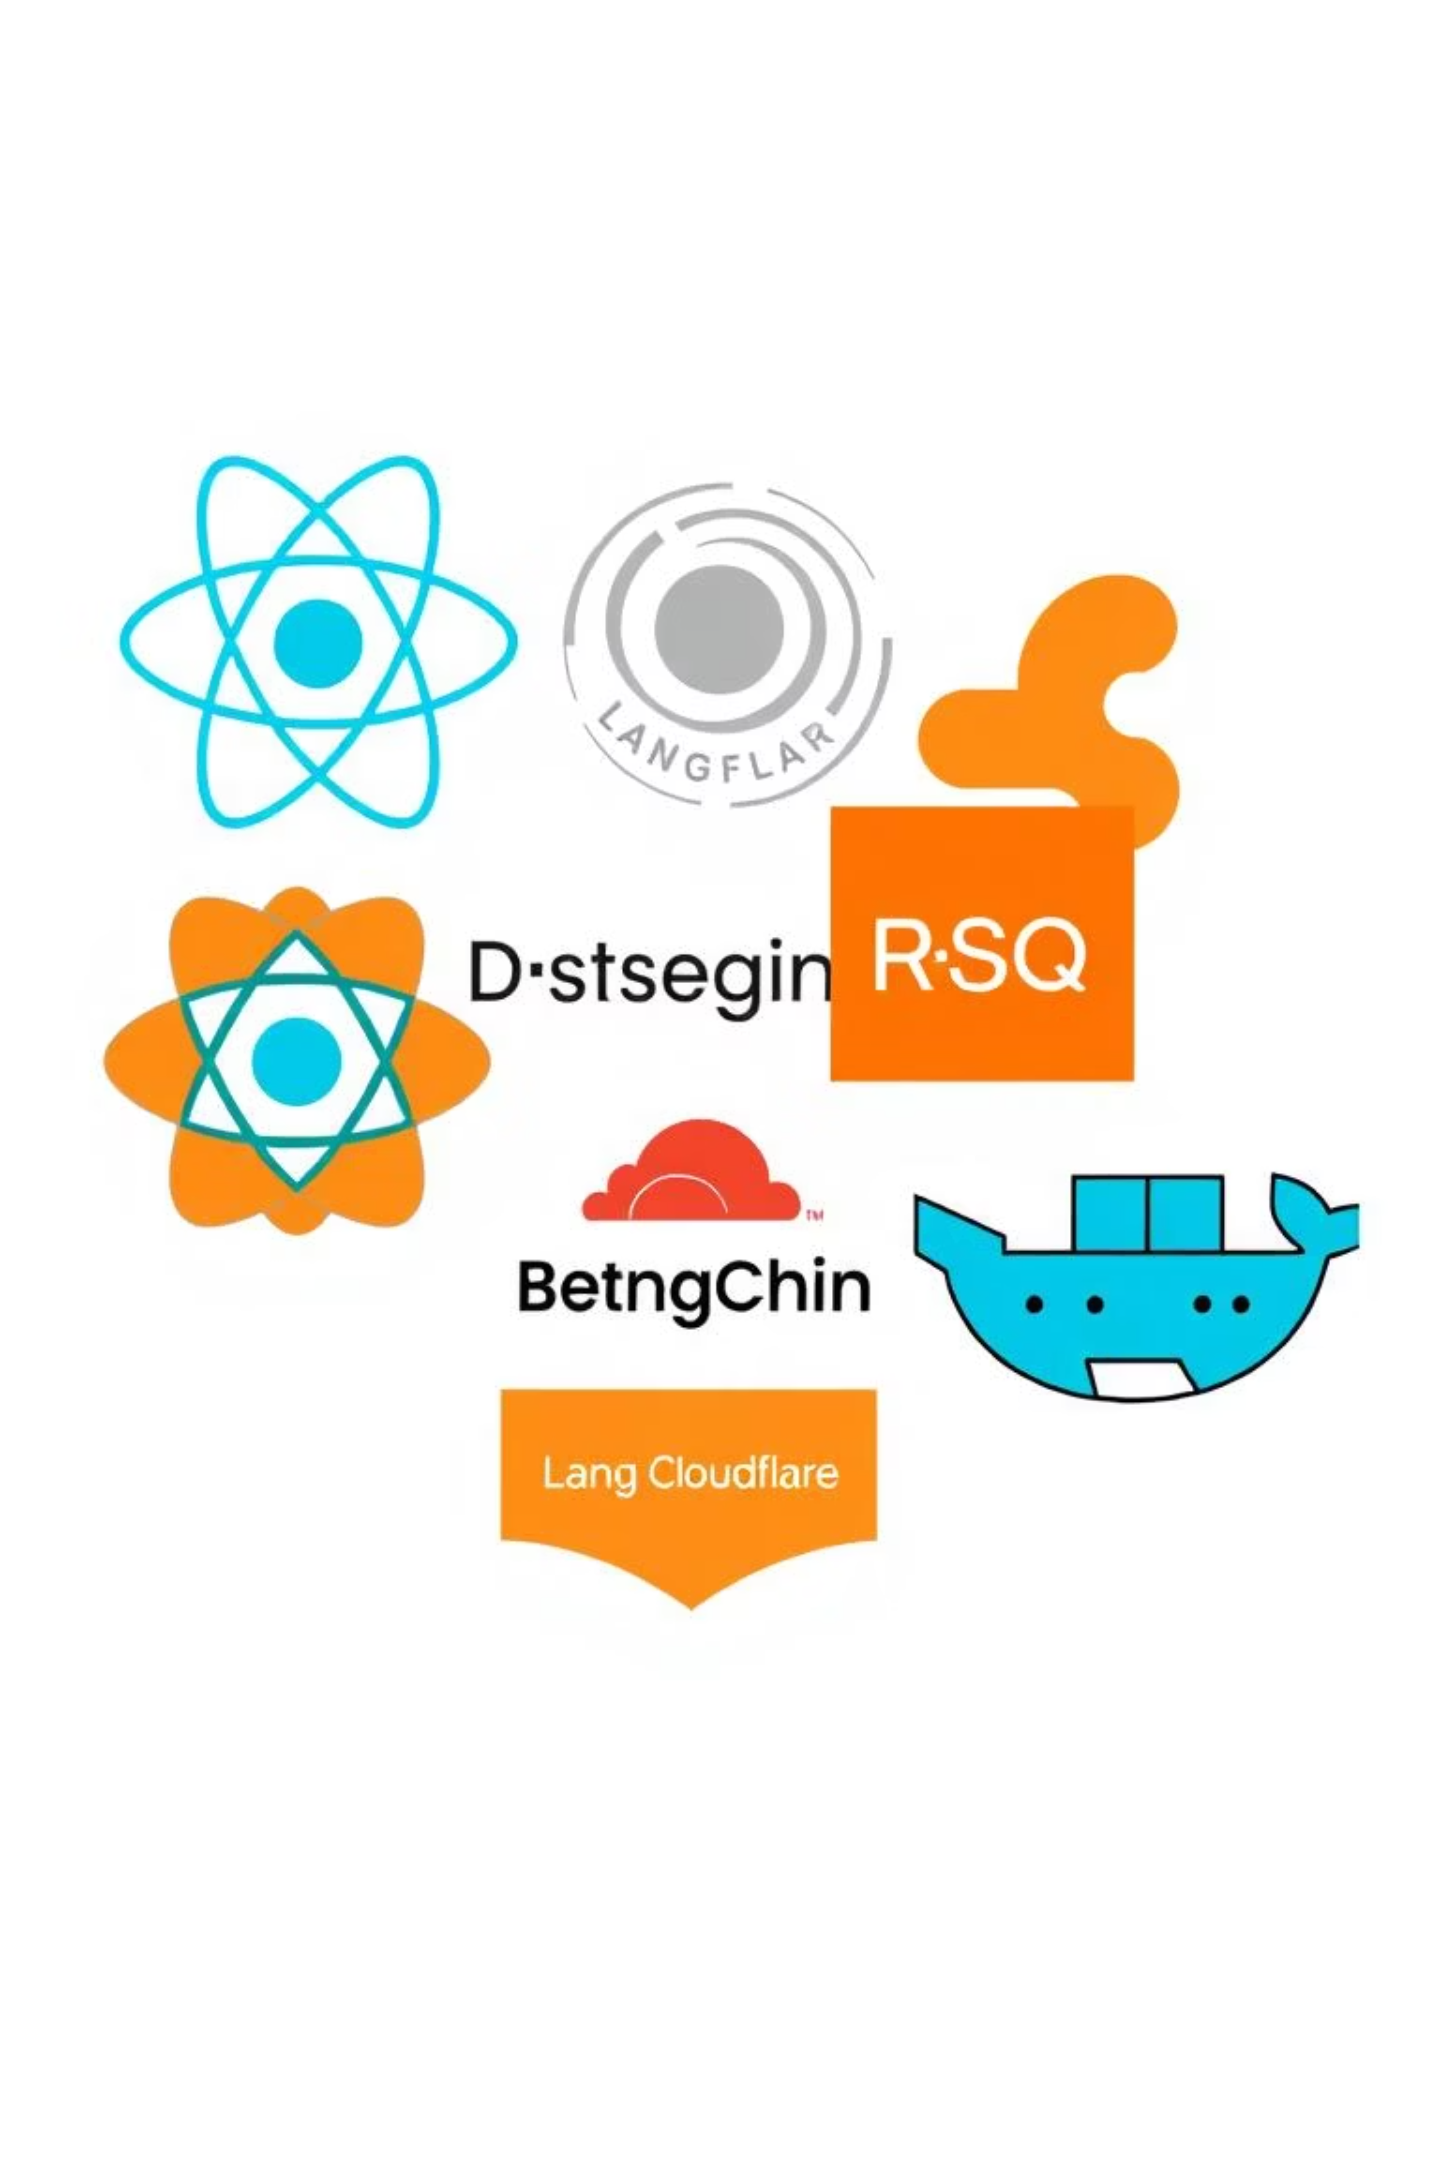 LANGFLAR
D·stsegin
R·SQ
TM
BetngChin
Lang Cloudflare